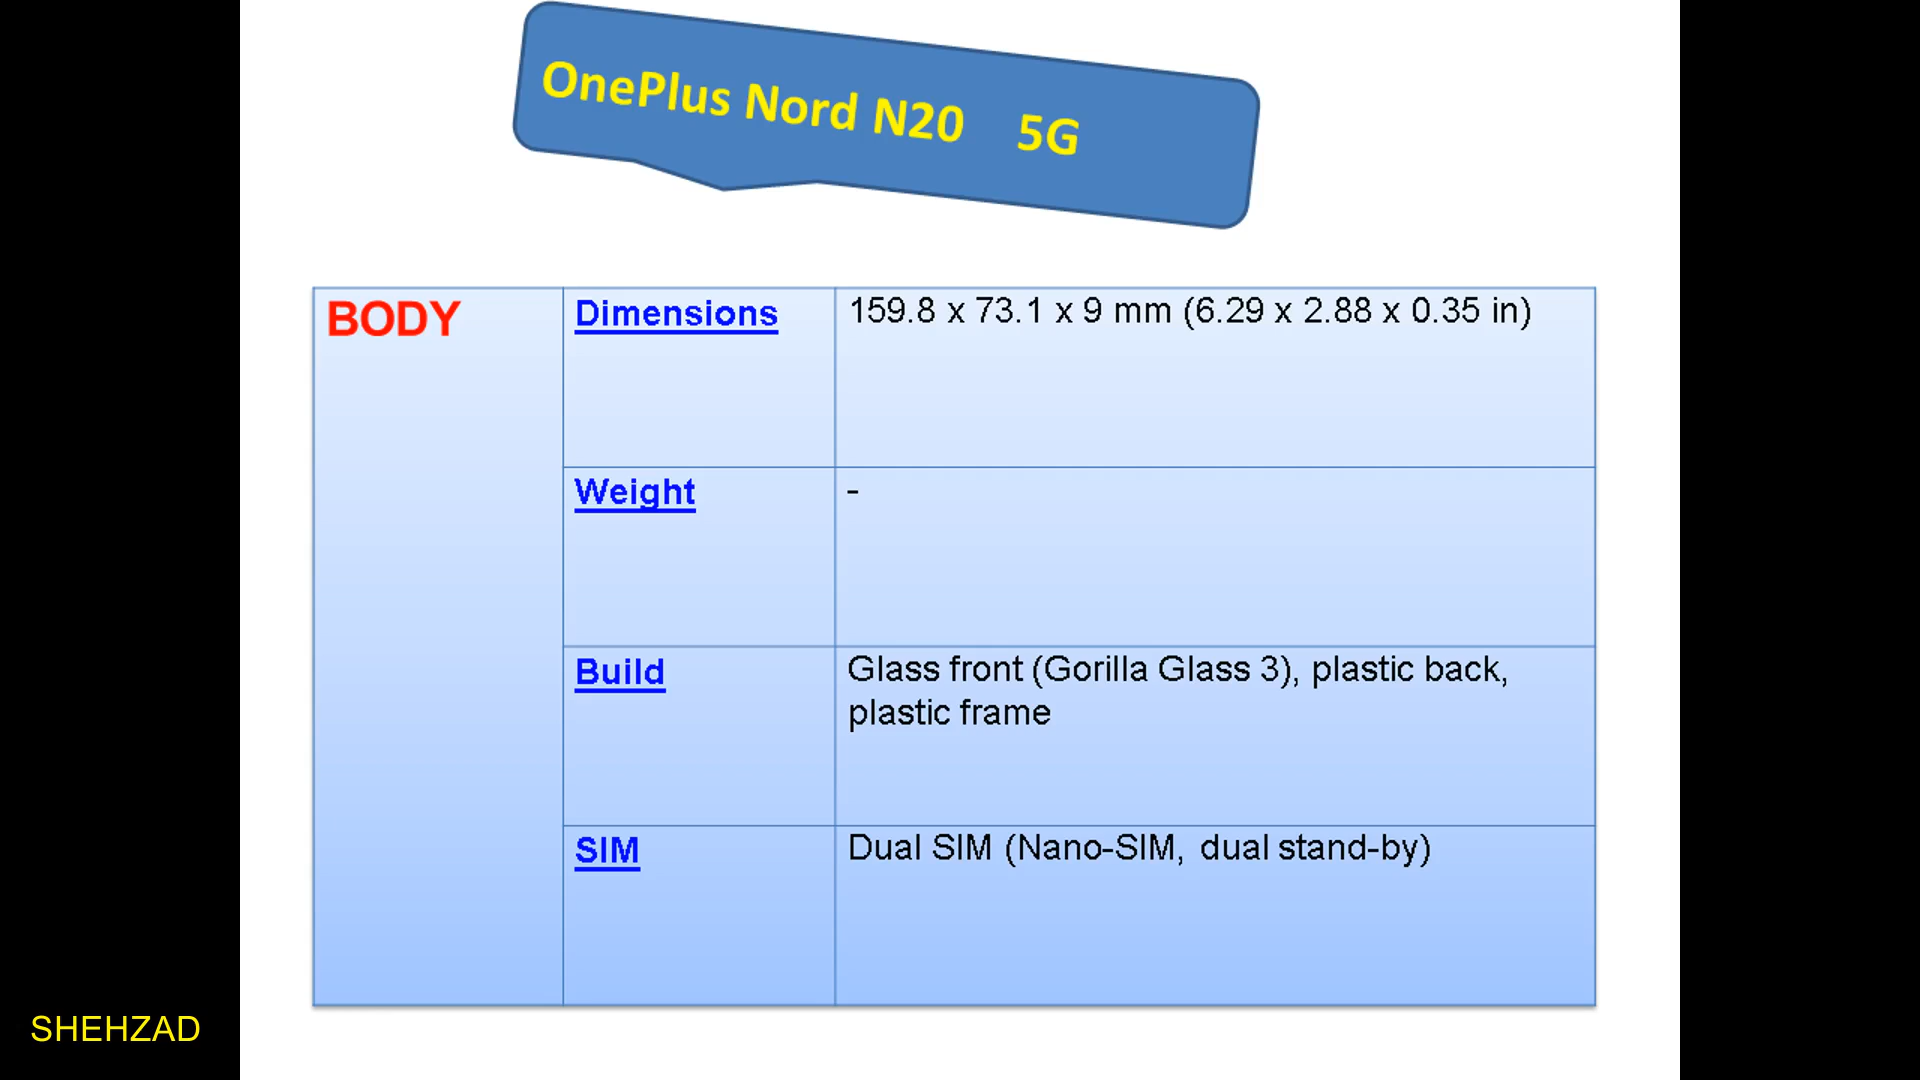 OnePlus Nord N20 5G
BODY
Dimensions
159.8 x 73.1 x 9 mm (6.29 x 2.88 x 0.35 in)
Weight
-
Build
Glass front (Gorilla Glass 3), plastic back,
plastic frame
SIM
Dual SIM (Nano-SIM, dual stand-by)
SHEHZAD